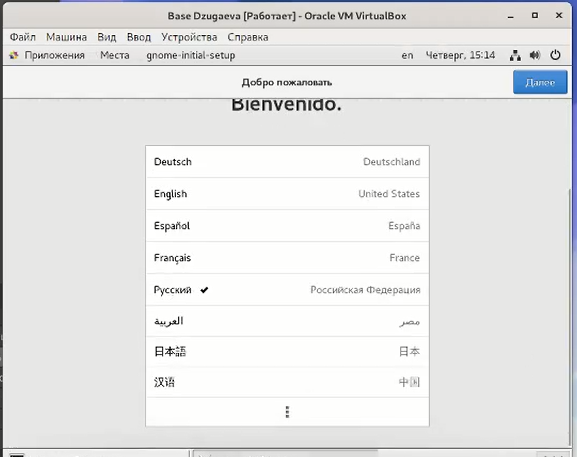 Base Dzugaeva [Работает] - Oracle VM VirtualBox
Файл Машина Вид Ввод Устройства Справка
Приложения Места gnome-initial-setup en Четверг, 15:14
Добро пожаловать Далее
Bienvenido.
Deutsch Deutschland
English United States
Español España
Français France
Русский Российская Федерация
العربية مصر
日本語 日本
汉语 中国